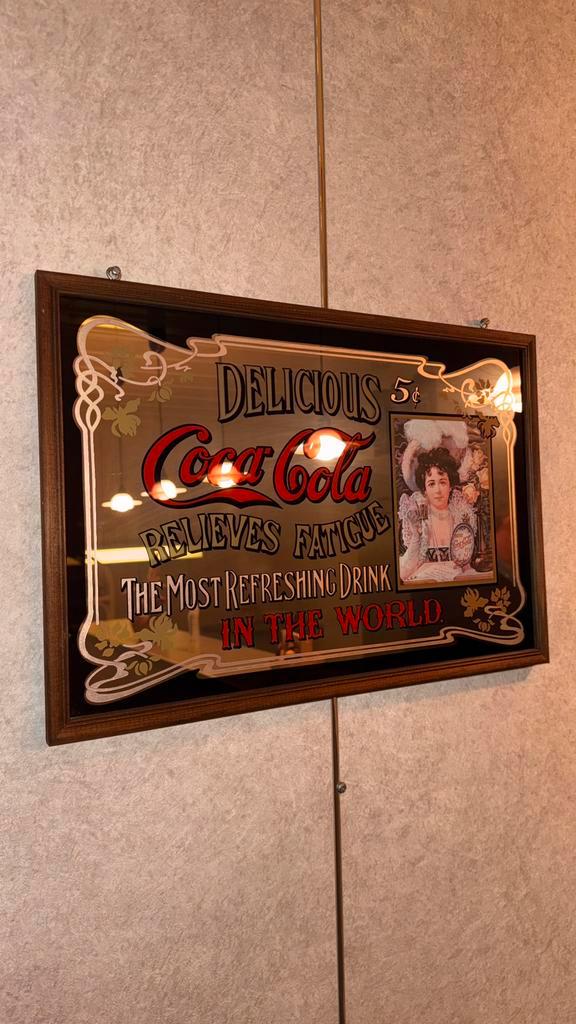 DELICIOUS 5¢
Coca-Cola
RELIEVES FATIGUE
THE MOST REFRESHING DRINK
IN THE WORLD.